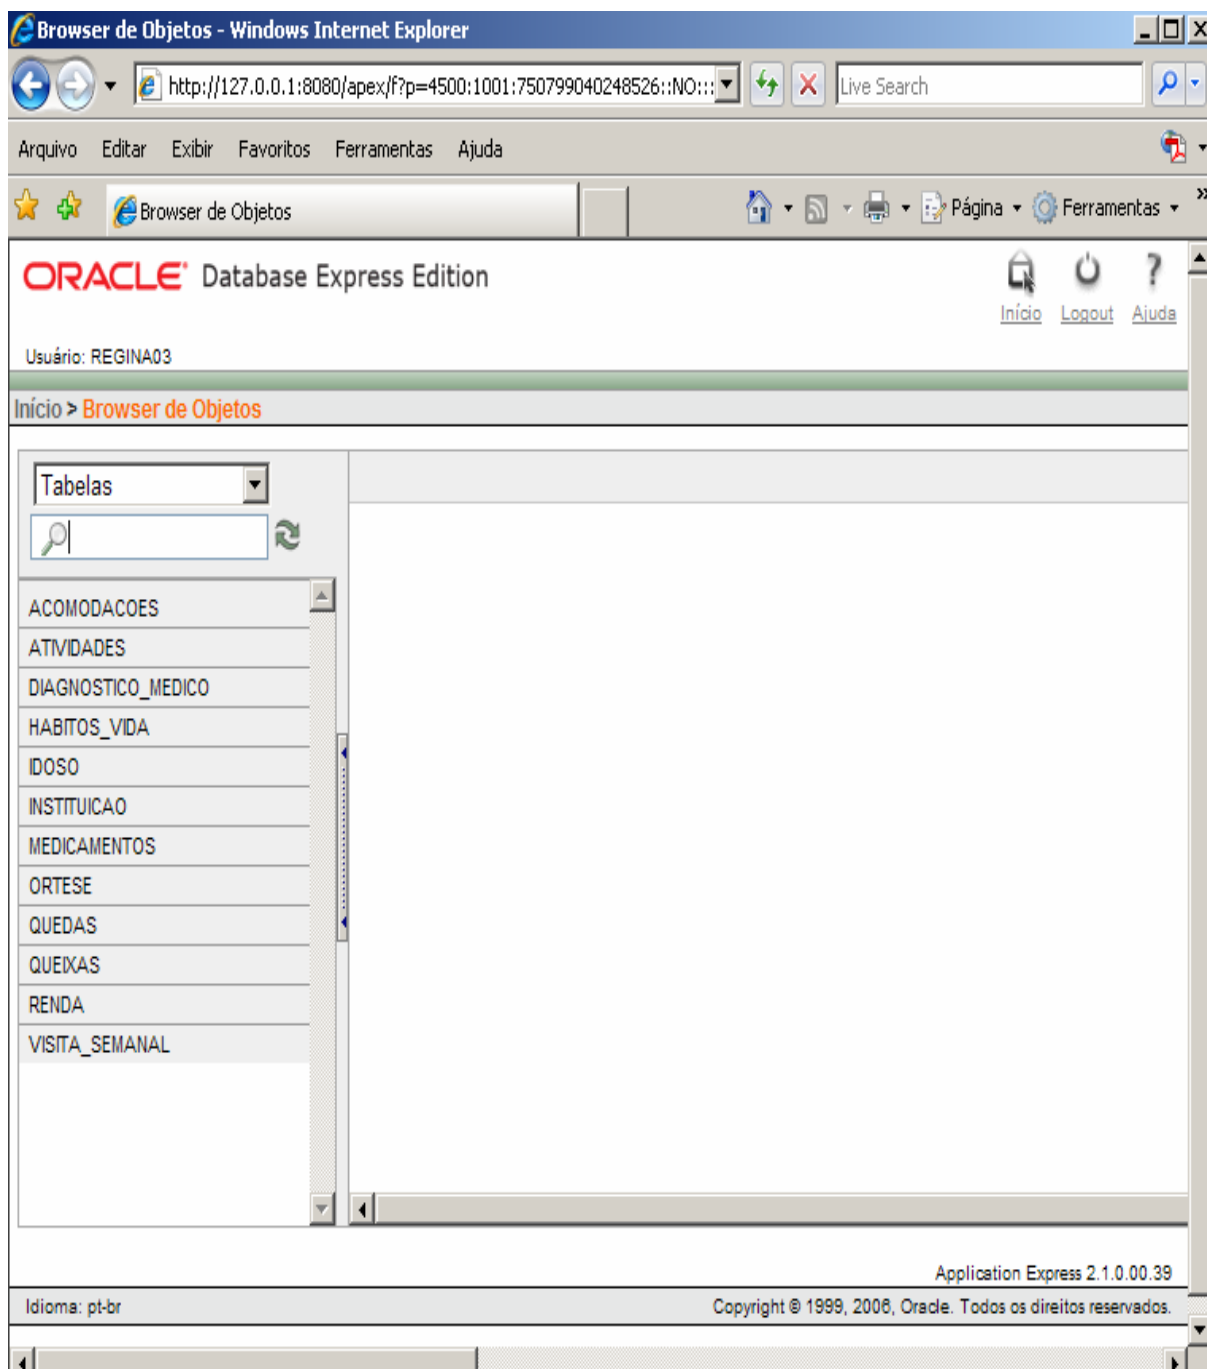 Browser de Objetos - Windows Internet Explorer
http://127.0.0.1:8080/apex/f?p=4500:1001:750799040248526::NO:::
Live Search
Arquivo Editar Exibir Favoritos Ferramentas Ajuda
Browser de Objetos
Página Ferramentas »
ORACLE Database Express Edition
Início Logout Ajuda
Usuário: REGINA03
Início > Browser de Objetos
Tabelas
ACOMODACOES
ATIVIDADES
DIAGNOSTICO_MEDICO
HABITOS_VIDA
IDOSO
INSTITUICAO
MEDICAMENTOS
ORTESE
QUEDAS
QUEIXAS
RENDA
VISITA_SEMANAL
Application Express 2.1.0.00.39
Idioma: pt-br
Copyright © 1999, 2006, Oracle. Todos os direitos reservados.